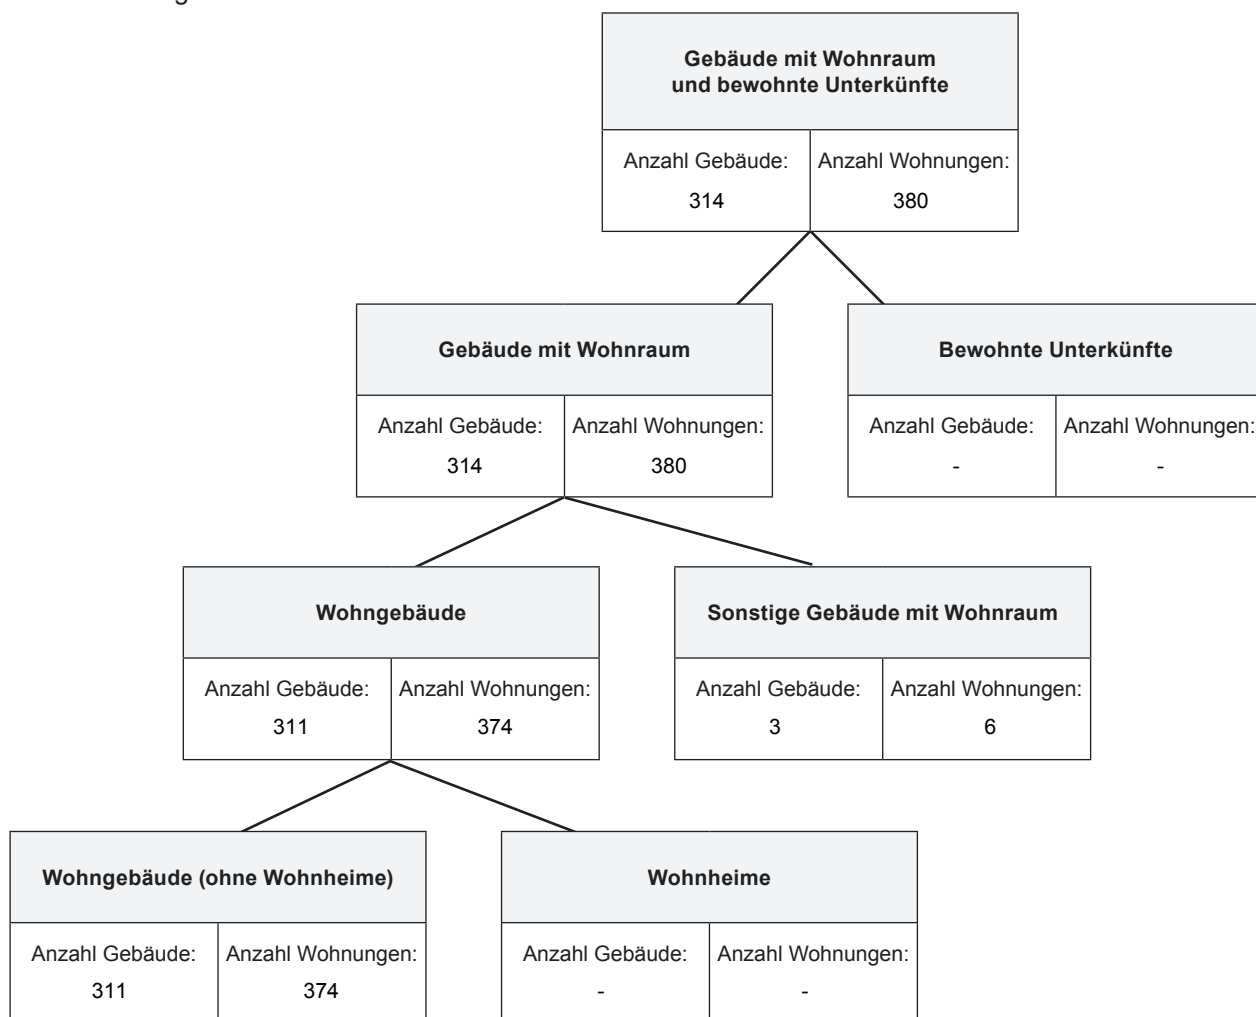 Gebäude mit Wohnraum
und bewohnte Unterkünfte
Anzahl Gebäude: Anzahl Wohnungen:
314 380
Gebäude mit Wohnraum Bewohnte Unterkünfte
Anzahl Gebäude: Anzahl Wohnungen: Anzahl Gebäude: Anzahl Wohnungen:
314 380 - -
Wohngebäude Sonstige Gebäude mit Wohnraum
Anzahl Gebäude: Anzahl Wohnungen: Anzahl Gebäude: Anzahl Wohnungen:
311 374 3 6
Wohngebäude (ohne Wohnheime) Wohnheime
Anzahl Gebäude: Anzahl Wohnungen: Anzahl Gebäude: Anzahl Wohnungen:
311 374 - -